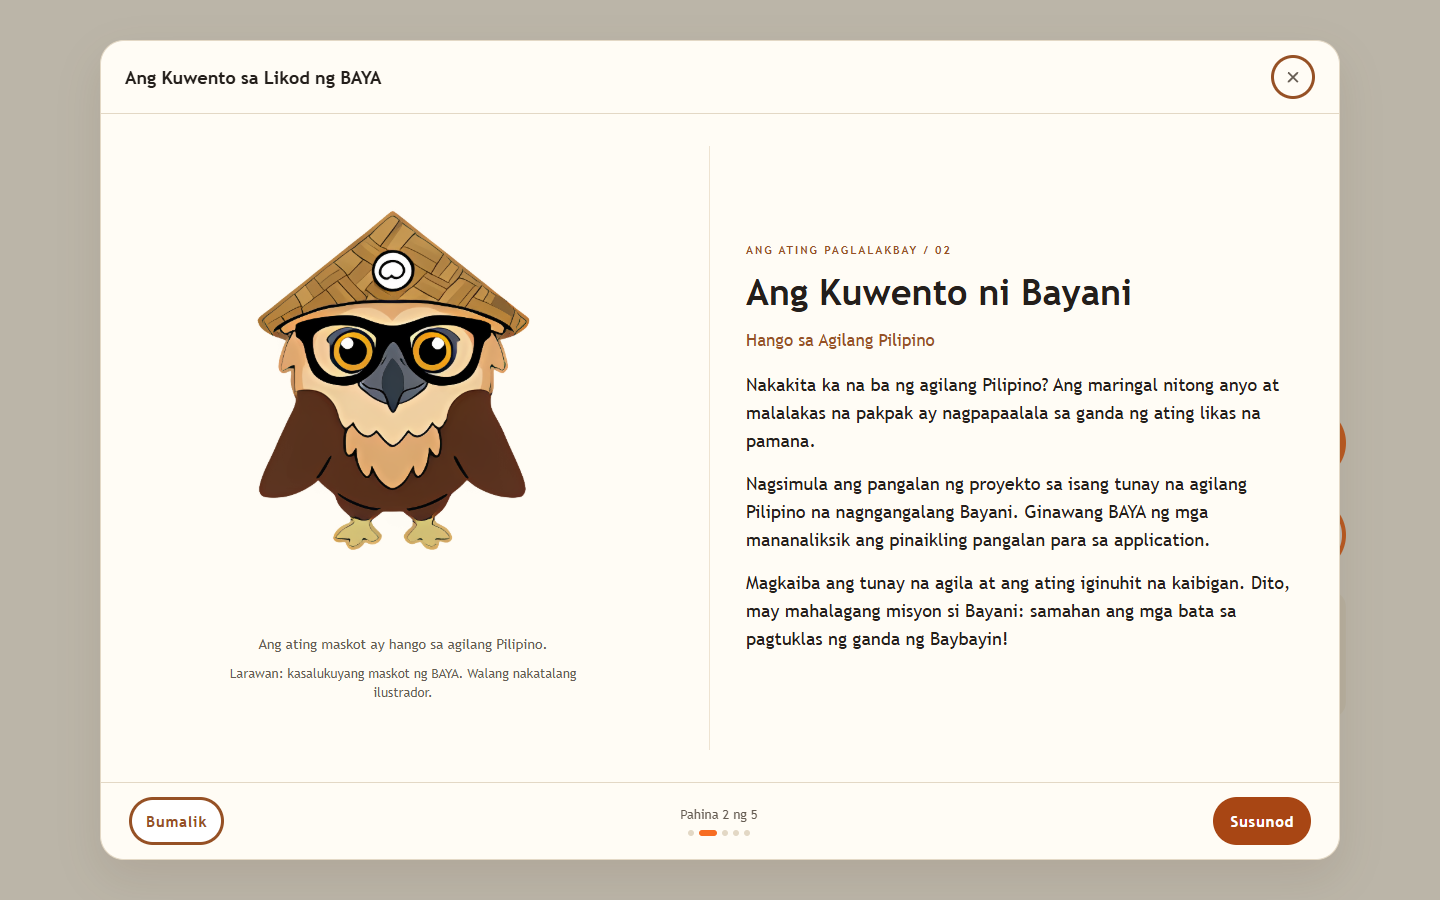 Ang Kuwento sa Likod ng BAYA
Ang ating maskot ay hango sa agilang Pilipino.
Larawan: kasalukuyang maskot ng BAYA. Walang nakatalang
ilustrador.
ANG ATING PAGLALAKBAY / 02
Ang Kuwento ni Bayani
Hango sa Agilang Pilipino
Nakakita ka na ba ng agilang Pilipino? Ang maringal nitong anyo at
malalakas na pakpak ay nagpapaalala sa ganda ng ating likas na
pamana.
Nagsimula ang pangalan ng proyekto sa isang tunay na agilang
Pilipino na nagngangalang Bayani. Ginawang BAYA ng mga
mananaliksik ang pinaikling pangalan para sa application.
Magkaiba ang tunay na agila at ang ating iginuhit na kaibigan. Dito,
may mahalagang misyon si Bayani: samahan ang mga bata sa
pagtuklas ng ganda ng Baybayin!
Bumalik
Pahina 2 ng 5
Susunod